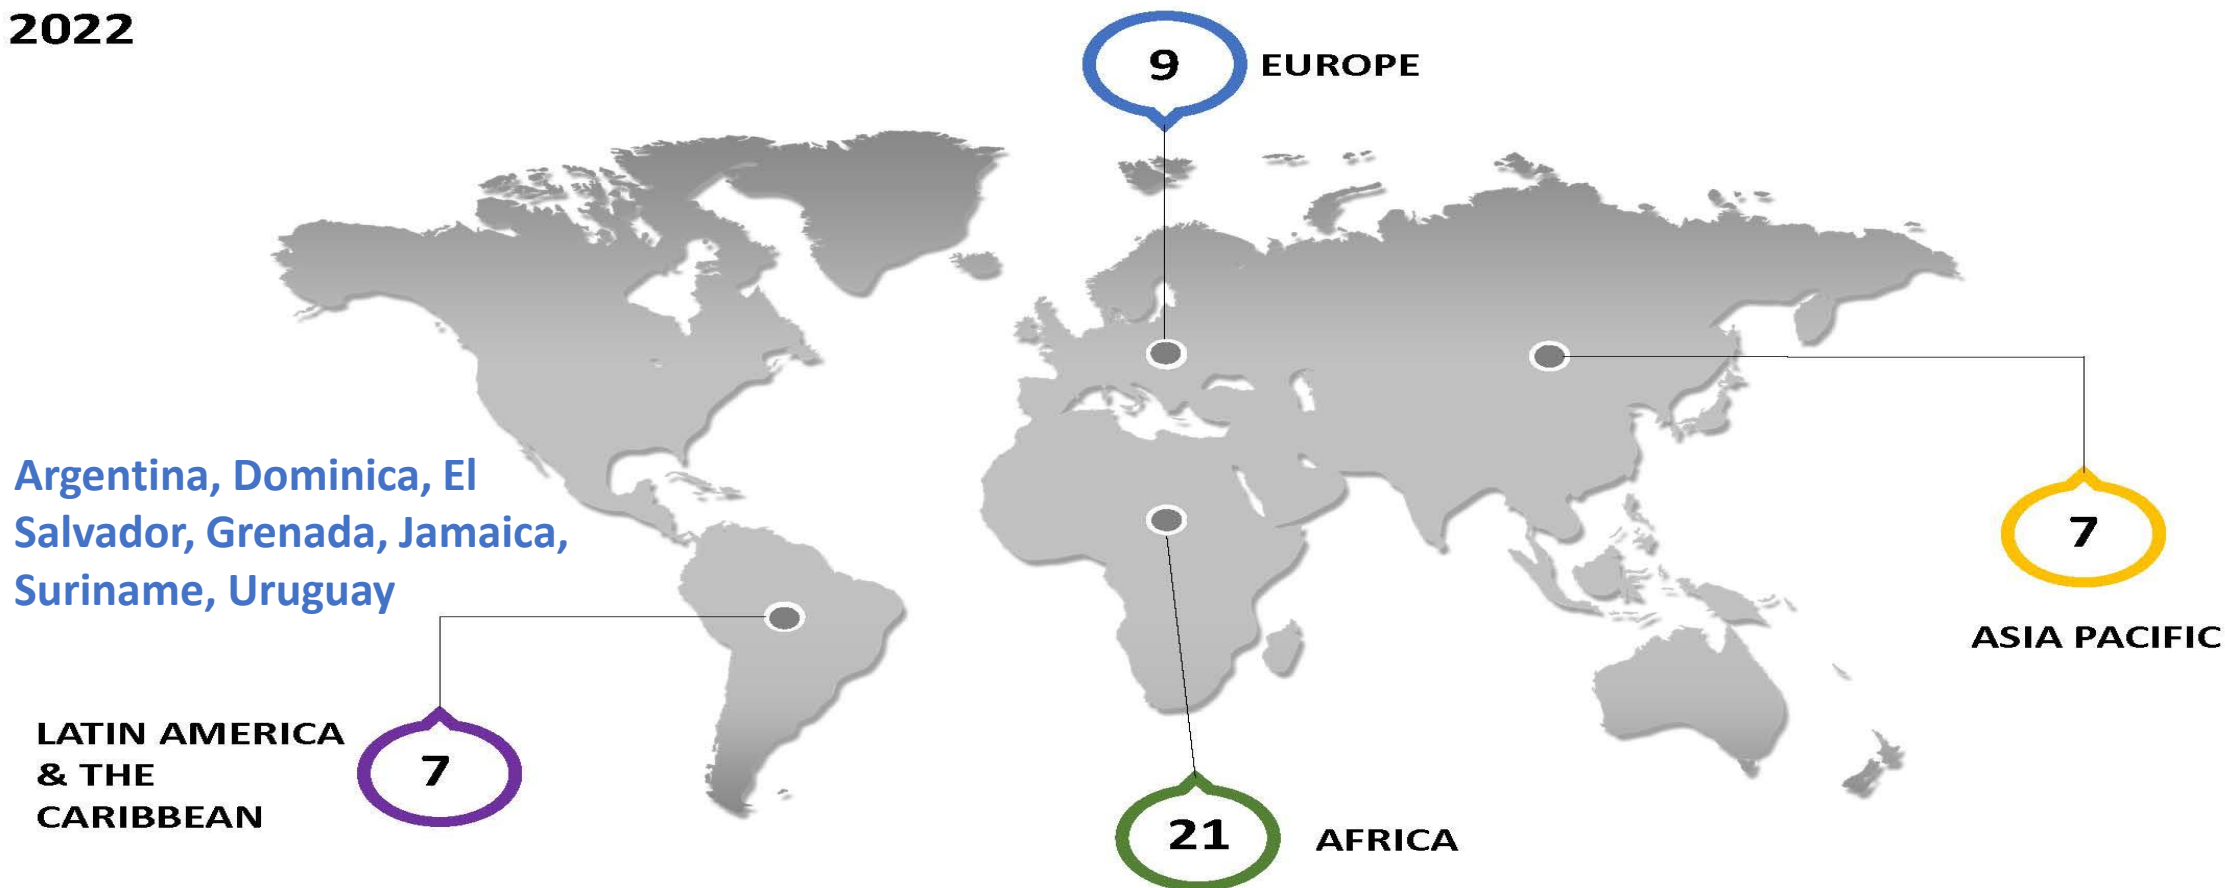 2022
9
EUROPE
Argentina, Dominica, El
Salvador, Grenada, Jamaica,
Suriname, Uruguay
7
ASIA PACIFIC
LATIN AMERICA
& THE
CARIBBEAN
7
21
AFRICA